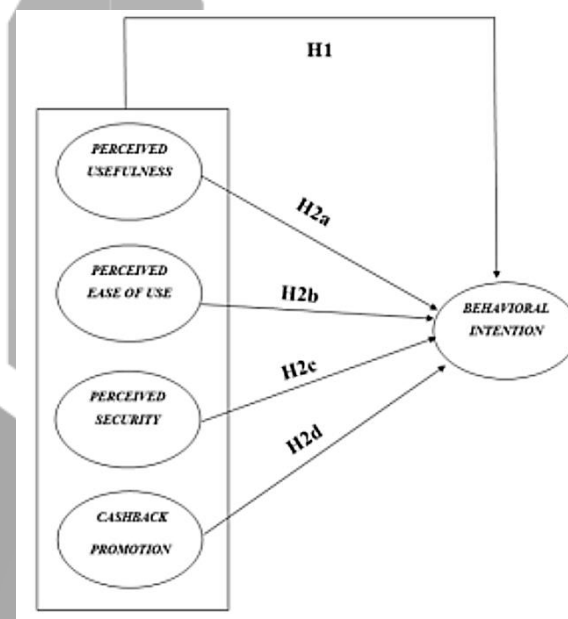 H1
PERCEIVED
USEFULNESS
H2a
PERCEIVED
EASE OF USE
H2b
BEHAVIORAL
INTENTION
PERCEIVED
SECURITY
H2c
H2d
CASHBACK
PROMOTION